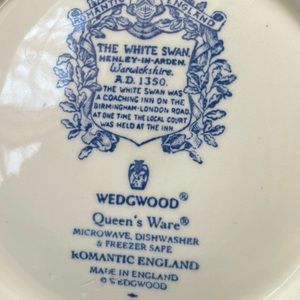 ROMANTIC ENGLAND
THE WHITE SWAN,
HENLEY-IN-ARDEN,
Warwickshire.
A.D. 1350.
THE WHITE SWAN WAS
A COACHING INN ON THE
BIRMINGHAM-LONDON ROAD.
AT ONE TIME THE LOCAL COURT
WAS HELD AT THE INN.
WEDGWOOD®
Queen's Ware®
MICROWAVE, DISHWASHER
& FREEZER SAFE
ROMANTIC ENGLAND
MADE IN ENGLAND
© WEDGWOOD